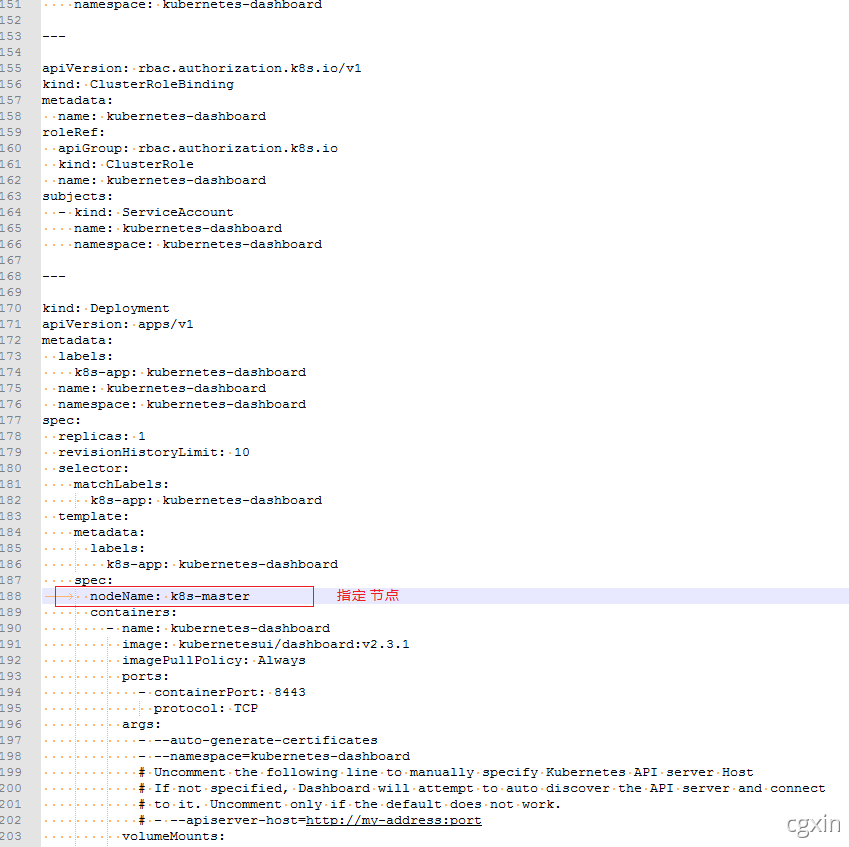 151 namespace: kubernetes-dashboard
152
153 ---
154
155 apiVersion: rbac.authorization.k8s.io/v1
156 kind: ClusterRoleBinding
157 metadata:
158   name: kubernetes-dashboard
159 roleRef:
160   apiGroup: rbac.authorization.k8s.io
161   kind: ClusterRole
162   name: kubernetes-dashboard
163 subjects:
164   - kind: ServiceAccount
165     name: kubernetes-dashboard
166     namespace: kubernetes-dashboard
167
168 ---
169
170 kind: Deployment
171 apiVersion: apps/v1
172 metadata:
173   labels:
174     k8s-app: kubernetes-dashboard
175   name: kubernetes-dashboard
176   namespace: kubernetes-dashboard
177 spec:
178   replicas: 1
179   revisionHistoryLimit: 10
180   selector:
181     matchLabels:
182       k8s-app: kubernetes-dashboard
183   template:
184     metadata:
185       labels:
186         k8s-app: kubernetes-dashboard
187     spec:
188       nodeName: k8s-master 指定 节点
189       containers:
190         - name: kubernetes-dashboard
191           image: kubernetesui/dashboard:v2.3.1
192           imagePullPolicy: Always
193           ports:
194             - containerPort: 8443
195               protocol: TCP
196           args:
197             - --auto-generate-certificates
198             - --namespace=kubernetes-dashboard
199             # Uncomment the following line to manually specify Kubernetes API server Host
200             # If not specified, Dashboard will attempt to auto discover the API server and connect
201             # to it. Uncomment only if the default does not work.
202             # - --apiserver-host=http://my-address:port
203           volumeMounts:
cgxin